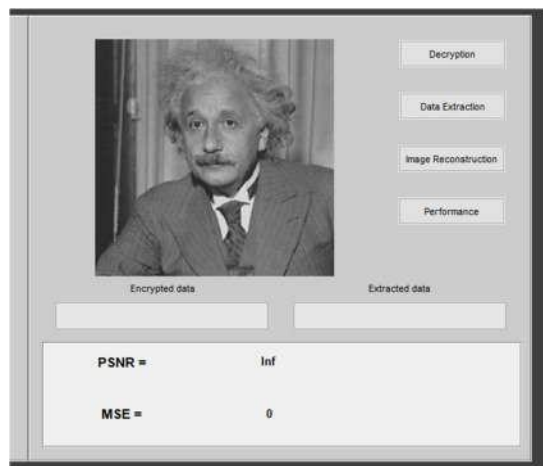 Decryption
Data Extraction
Image Reconstruction
Performance
Encrypted data
Extracted data
PSNR = Inf
MSE = 0